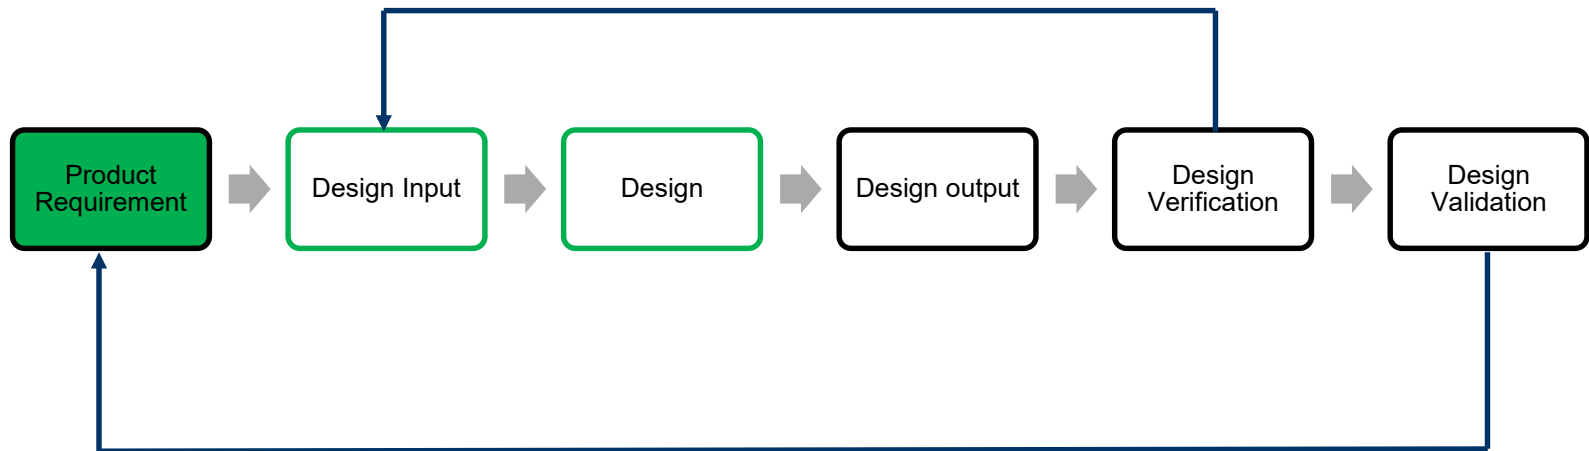 Product
Requirement
Design Input
Design
Design output
Design
Verification
Design
Validation